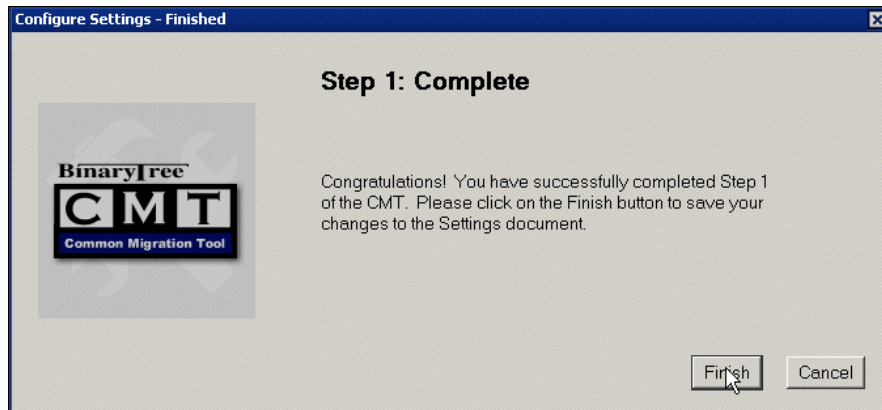 Configure Settings - Finished
Step 1: Complete
BinaryTree
CMT
Common Migration Tool
Congratulations! You have successfully completed Step 1
of the CMT. Please click on the Finish button to save your
changes to the Settings document.
Finish
Cancel